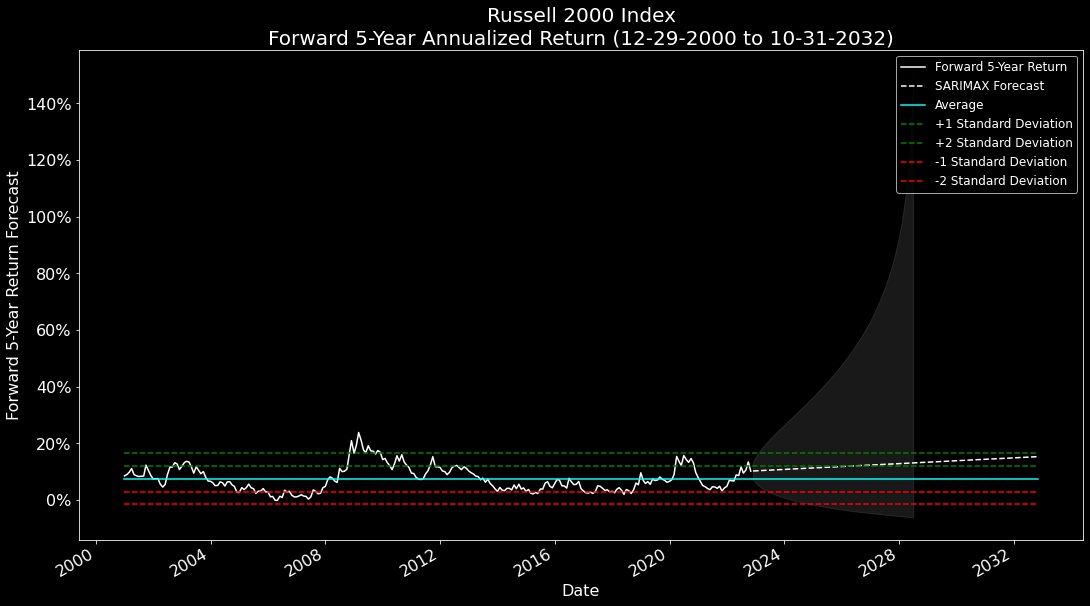 Russell 2000 Index
Forward 5-Year Annualized Return (12-29-2000 to 10-31-2032)
Forward 5-Year Return
SARIMAX Forecast
Average
+1 Standard Deviation
+2 Standard Deviation
-1 Standard Deviation
-2 Standard Deviation
Forward 5-Year Return Forecast
140%
120%
100%
80%
60%
40%
20%
0%
2000
2004
2008
2012
2016
2020
2024
2028
2032
Date